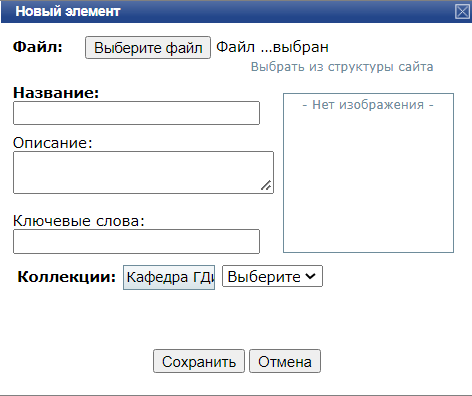 Новый элемент
Файл: Выберите файл Файл ...выбран
Выбрать из структуры сайта
Название:
- Нет изображения -
Описание:
Ключевые слова:
Коллекции: Кафедра ГДи Выберите
Сохранить Отмена